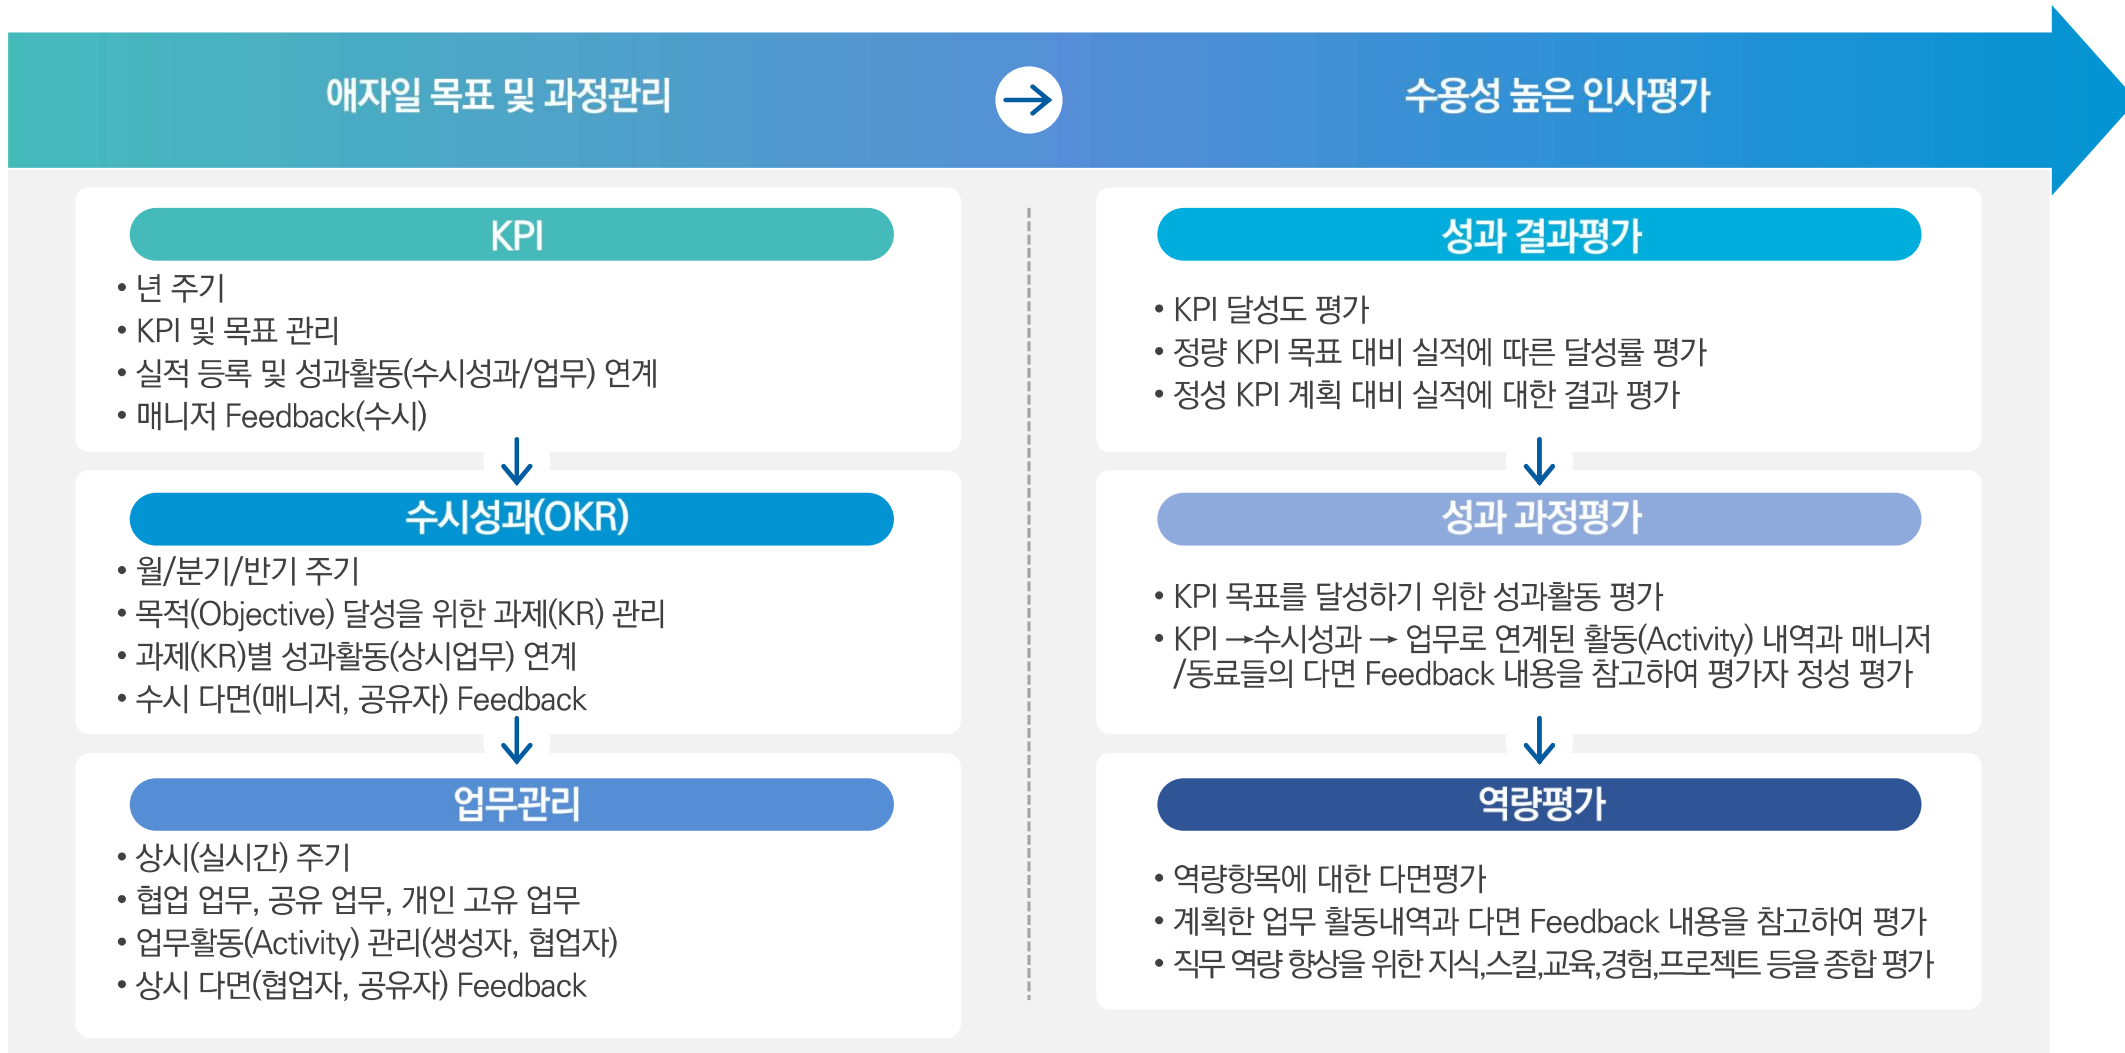 애자일 목표 및 과정관리
수용성 높은 인사평가
KPI
• 년 주기
• KPI 및 목표 관리
• 실적 등록 및 성과활동(수시성과/업무) 연계
• 매니저 Feedback(수시)
수시성과(OKR)
• 월/분기/반기 주기
• 목적(Objective) 달성을 위한 과제(KR) 관리
• 과제(KR)별 성과활동(상시업무) 연계
• 수시 다면(매니저, 공유자) Feedback
업무관리
• 상시(실시간) 주기
• 협업 업무, 공유 업무, 개인 고유 업무
• 업무활동(Activity) 관리(생성자, 협업자)
• 상시 다면(협업자, 공유자) Feedback
성과 결과평가
• KPI 달성도 평가
• 정량 KPI 목표 대비 실적에 따른 달성률 평가
• 정성 KPI 계획 대비 실적에 대한 결과 평가
성과 과정평가
• KPI 목표를 달성하기 위한 성과활동 평가
• KPI →수시성과 → 업무로 연계된 활동(Activity) 내역과 매니저
/동료들의 다면 Feedback 내용을 참고하여 평가자 정성 평가
역량평가
• 역량항목에 대한 다면평가
• 계획한 업무 활동내역과 다면 Feedback 내용을 참고하여 평가
• 직무 역량 향상을 위한 지식,스킬,교육,경험,프로젝트 등을 종합 평가